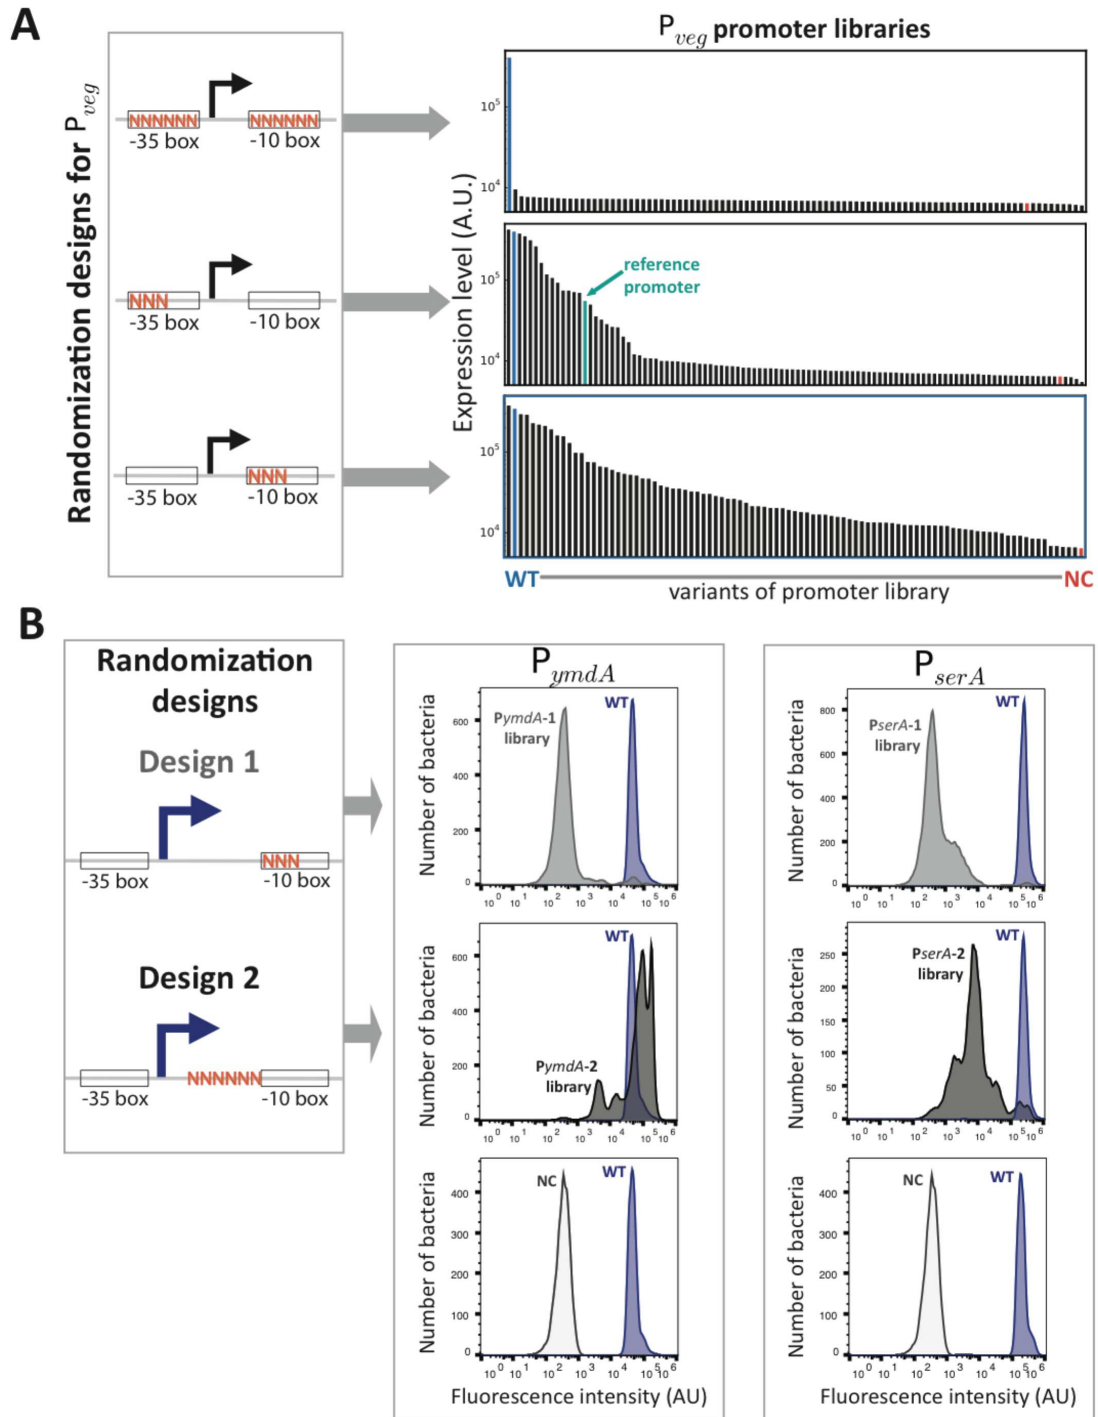 A
Randomization designs for Pveg
NNNNNN NNNNNN
-35 box -10 box
NNN
-35 box -10 box
NNN
-35 box -10 box
Pveg promoter libraries
Expression level (A.U.)
10^5
10^4
10^5
10^4
reference
promoter
10^5
10^4
WT NC
variants of promoter library
B
Randomization
designs
Design 1
NNN
-35 box -10 box
Design 2
NNNNNN
-35 box -10 box
PymdA
Number of bacteria
600
400
200
0
PymdA-1
library
WT
10^0 10^1 10^2 10^3 10^4 10^5 10^6
Number of bacteria
600
400
200
0
WT
PymdA-2
library
10^0 10^1 10^2 10^3 10^4 10^5 10^6
Number of bacteria
400
300
200
100
0
NC WT
10^0 10^1 10^2 10^3 10^4 10^5 10^6
Fluorescence intensity (AU)
PserA
Number of bacteria
800
600
400
200
0
PserA-1
library
WT
10^0 10^1 10^2 10^3 10^4 10^5 10^6
Number of bacteria
250
200
150
100
50
0
PserA-2
library
WT
10^0 10^1 10^2 10^3 10^4 10^5 10^6
Number of bacteria
400
300
200
100
0
NC WT
10^0 10^1 10^2 10^3 10^4 10^5 10^6
Fluorescence intensity (AU)